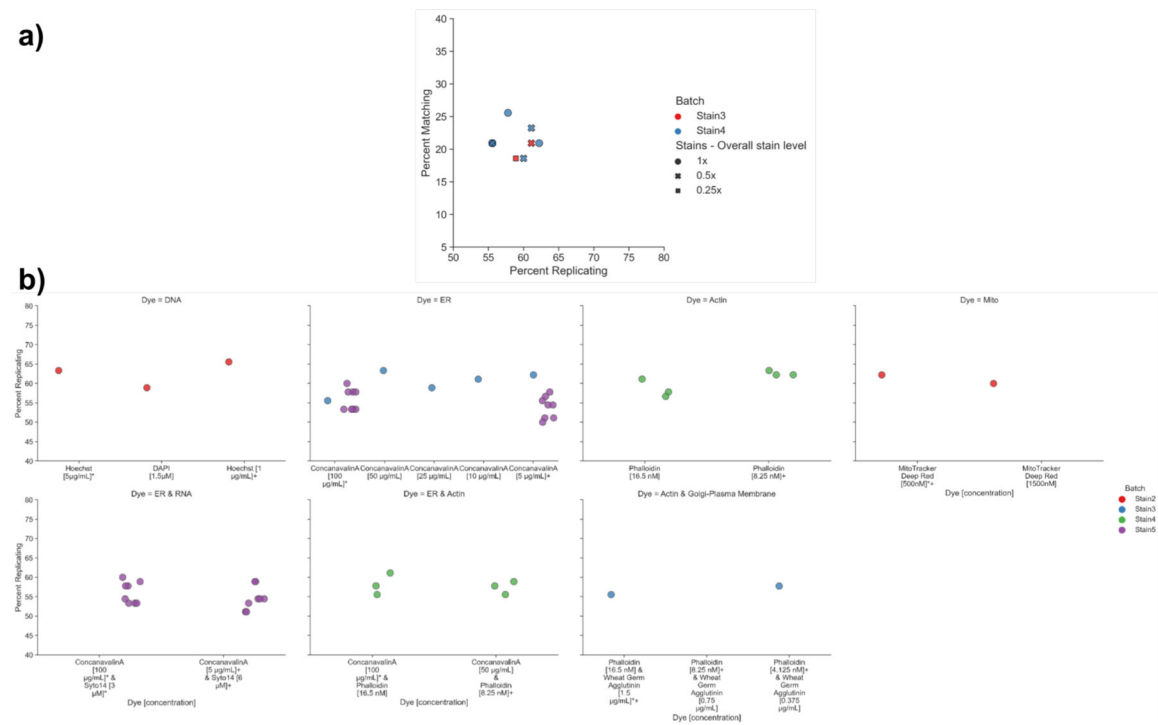 a)
40
35
30
25
20
15
10
5
50
55
60
65
70
75
80
Percent Matching
Percent Replicating
Batch
Stain3
Stain4
Stains - Overall stain level
1x
0.5x
0.25x
b)
Dye = DNA
Dye = ER
Dye = Actin
Dye = Mito
80
75
70
65
60
55
50
45
40
Percent Replicating
Hoechst
[5µg/mL]*
DAPI
[1.5µM]
Hoechst [1
µg/mL]+
ConcanavalinA
[100
µg/mL]*
ConcanavalinA
[50 µg/mL]
ConcanavalinA
[25 µg/mL]
ConcanavalinA
[10 µg/mL]
ConcanavalinA
[5 µg/mL]+
Phalloidin
[16.5 nM]
Phalloidin
[8.25 nM]+
MitoTracker
Deep Red
[500nM]*+
MitoTracker
Deep Red
[1500nM]
Dye [concentration]
Dye = ER & RNA
Dye = ER & Actin
Dye = Actin & Golgi-Plasma Membrane
Batch
Stain2
Stain3
Stain4
Stain5
80
75
70
65
60
55
50
45
40
Percent Replicating
ConcanavalinA
[100
µg/mL]* &
Syto14 [3
µM]*
ConcanavalinA
[5 µg/mL]+
& Syto14 [6
µM]+
Dye [concentration]
ConcanavalinA
[100
µg/mL]* &
Phalloidin
[16.5 nM]
ConcanavalinA
[50 µg/mL]
&
Phalloidin
[8.25 nM]+
Dye [concentration]
Phalloidin
[16.5 nM] &
Wheat Germ
Agglutinin
[1.5
µg/mL]*+
Phalloidin
[8.25 nM]+
& Wheat
Germ
Agglutinin
[0.75
µg/mL]
Phalloidin
[4.125 nM]+
& Wheat
Germ
Agglutinin
[0.375
µg/mL]
Dye [concentration]